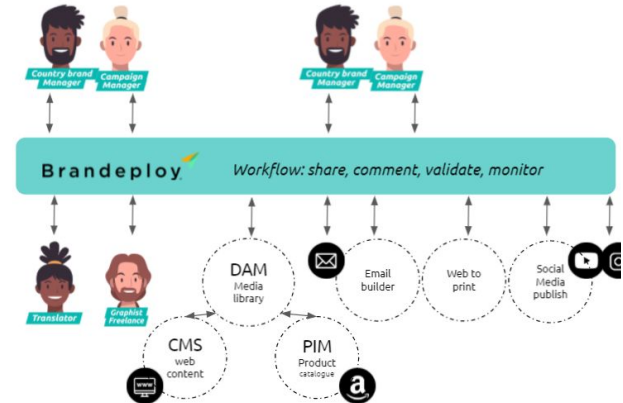 Country brand
Manager
Campaign
Manager
Country brand
Manager
Campaign
Manager
Brandeploy
Workflow: share, comment, validate, monitor
Translator
Graphist
Freelance
DAM
Media
library
Email
builder
Web to
print
Social
Media
publish
CMS
web
content
www
PIM
Product
catalogue
a